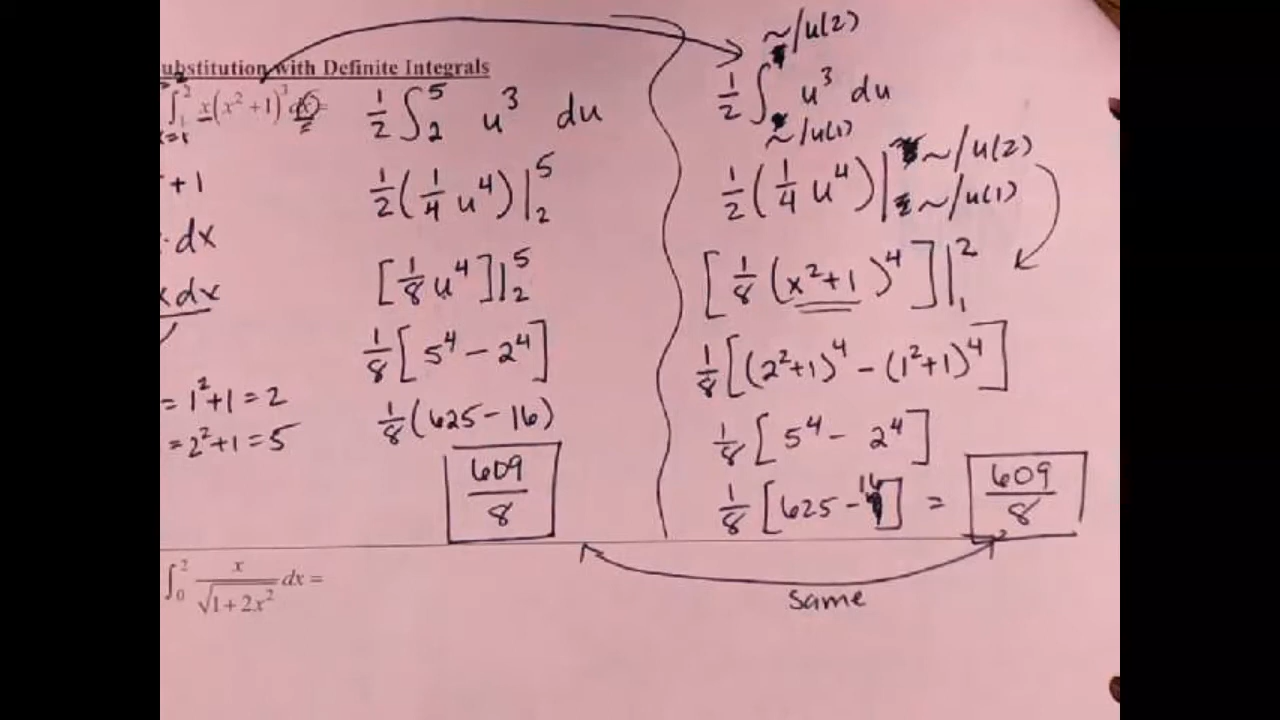 ubstitution with Definite Integrals
∫₁² x(x² + 1)³ dx =
x=1
+ 1
· dx
x dx
= 1² + 1 = 2
= 2² + 1 = 5
1/2 ∫₂⁵ u³ du
1/2 (1/4 u⁴) |₂⁵
[1/8 u⁴] |₂⁵
1/8 [5⁴ − 2⁴]
1/8 (625 − 16)
609/8
~/u(2)
1/2 ∫ u³ du
~/u(1)
1/2 (1/4 u⁴) | ~/u(2)
~/u(1)
[1/8 (x² + 1)⁴] |₁²
1/8 [(2² + 1)⁴ − (1² + 1)⁴]
1/8 [5⁴ − 2⁴]
1/8 [625 − 16] = 609/8
same
∫₀² x/√(1 + 2x²) dx =